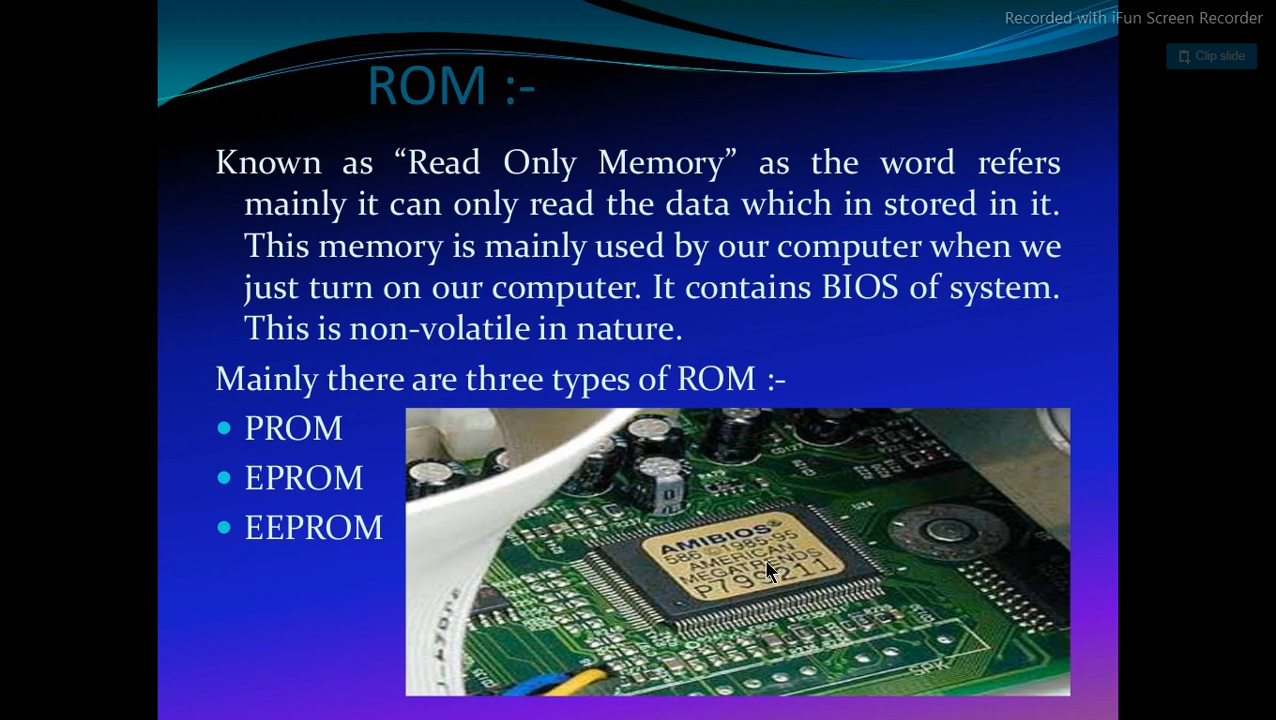 Recorded with iFun Screen Recorder
Clip slide
ROM :-
Known as “Read Only Memory” as the word refers
mainly it can only read the data which in stored in it.
This memory is mainly used by our computer when we
just turn on our computer. It contains BIOS of system.
This is non-volatile in nature.
Mainly there are three types of ROM :-
• PROM
• EPROM
• EEPROM
AMIBIOS®
AMERICAN
MEGATRENDS
SPK